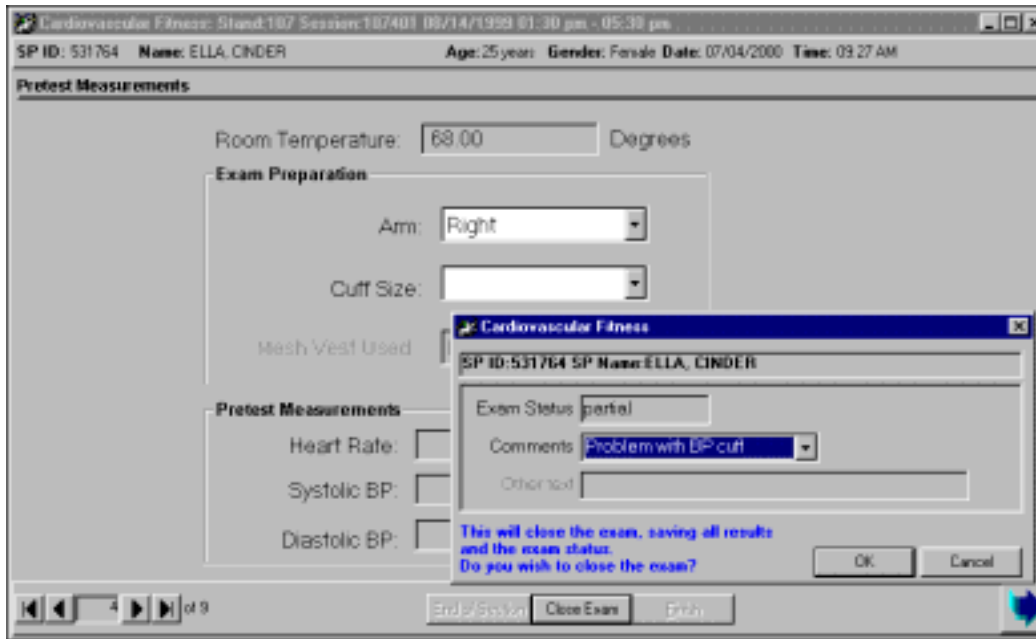 Cardiovascular Fitness: Stand:107 Session:107401 08/14/1999 01:30 pm - 05:30 pm
SP ID: 531764 Name: ELLA, CINDER Age: 25 years Gender: Female Date: 07/04/2000 Time: 09:27 AM
Pretest Measurements
Room Temperature: 68.00 Degrees
Exam Preparation
Arm: Right
Cuff Size:
Mesh Vest Used
Cardiovascular Fitness
SP ID:531764 SP Name:ELLA, CINDER
Exam Status partial
Comments Problem with BP cuff
Other text
This will close the exam, saving all results
and the exam status.
Do you wish to close the exam?
OK Cancel
Pretest Measurements
Heart Rate:
Systolic BP:
Diastolic BP:
4 of 9
End of Section Close Exam Finish